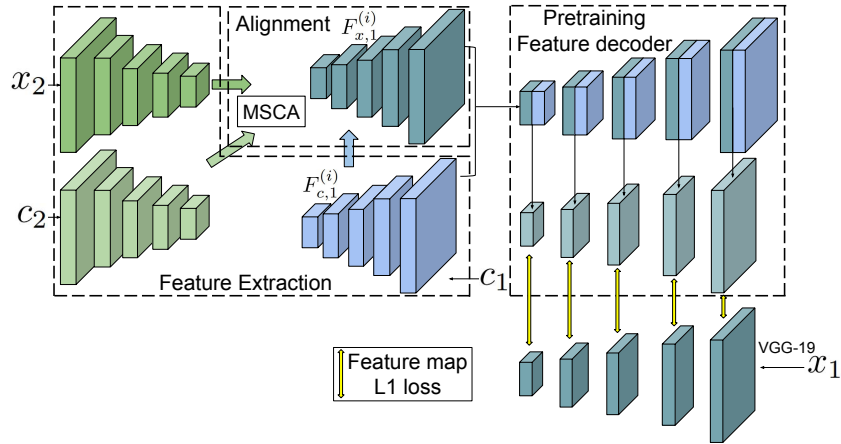 Alignment
F_{x,1}^{(i)}
Pretraining
Feature decoder
x_2
MSCA
F_{c,1}^{(i)}
c_2
Feature Extraction
c_1
VGG-19
x_1
Feature map
L1 loss